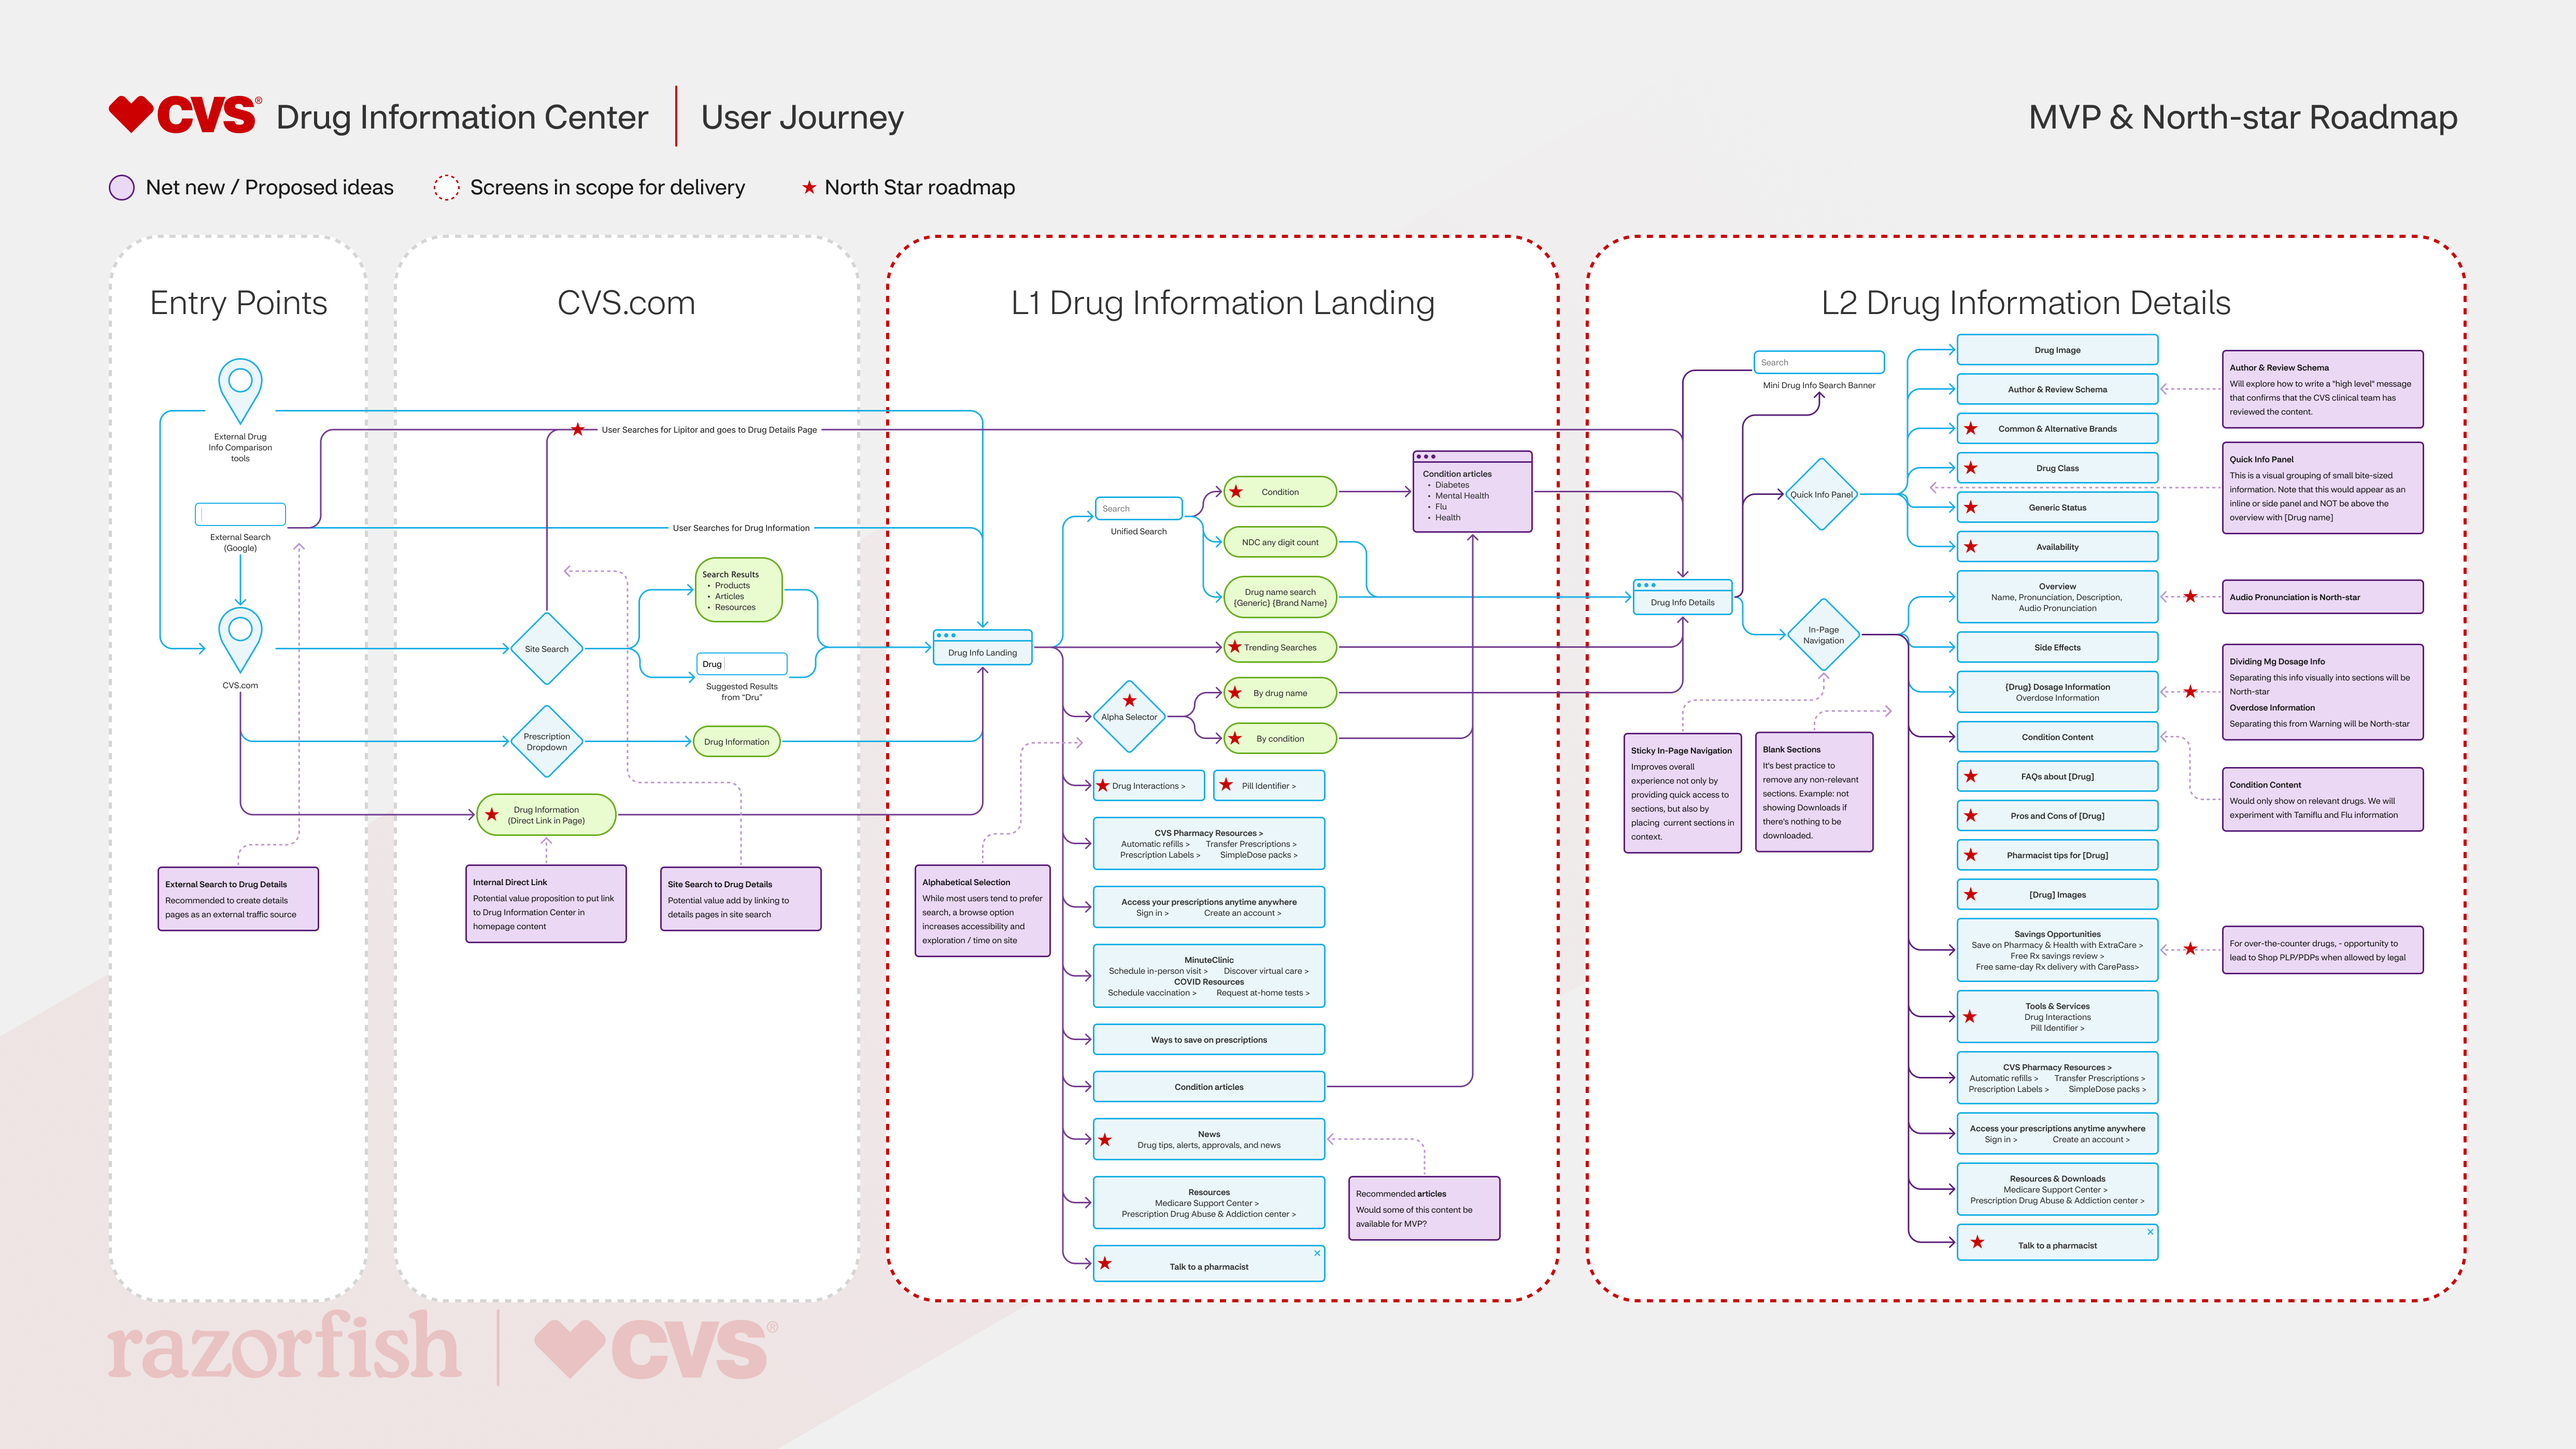 CVS® Drug Information Center | User Journey
MVP & North-star Roadmap
Net new / Proposed ideas
Screens in scope for delivery
★ North Star roadmap
Entry Points
External Drug
Info Comparison
tools
External Search
(Google)
CVS.com
External Search to Drug Details
Recommended to create details
pages as an external traffic source
CVS.com
User Searches for Lipitor and goes to Drug Details Page
User Searches for Drug Information
Site Search
Search Results
• Products
• Articles
• Resources
Drug
Suggested Results
from "Dru"
Prescription
Dropdown
Drug Information
Drug Information
(Direct Link in Page)
Internal Direct Link
Potential value proposition to put link
to Drug Information Center in
homepage content
Site Search to Drug Details
Potential value add by linking to
details pages in site search
L1 Drug Information Landing
Drug Info Landing
Search
Unified Search
Condition
NDC any digit count
Drug name search
{Generic} {Brand Name}
Condition articles
• Diabetes
• Mental Health
• Flu
• Health
Trending Searches
Alpha Selector
By drug name
By condition
Drug Interactions >
Pill Identifier >
CVS Pharmacy Resources >
Automatic refills > Transfer Prescriptions >
Prescription Labels > SimpleDose packs >
Alphabetical Selection
While most users tend to prefer
search, a browse option
increases accessibility and
exploration / time on site
Access your prescriptions anytime anywhere
Sign in > Create an account >
MinuteClinic
Schedule in-person visit > Discover virtual care >
COVID Resources
Schedule vaccination > Request at-home tests >
Ways to save on prescriptions
Condition articles
News
Drug tips, alerts, approvals, and news
Recommended articles
Would some of this content be
available for MVP?
Resources
Medicare Support Center >
Prescription Drug Abuse & Addiction center >
Talk to a pharmacist
L2 Drug Information Details
Search
Mini Drug Info Search Banner
Quick Info Panel
Drug Info Details
In-Page
Navigation
Sticky In-Page Navigation
Improves overall
experience not only by
providing quick access to
sections, but also by
placing current sections in
context.
Blank Sections
It's best practice to
remove any non-relevant
sections. Example: not
showing Downloads if
there's nothing to be
downloaded.
Drug Image
Author & Review Schema
Common & Alternative Brands
Drug Class
Generic Status
Availability
Overview
Name, Pronunciation, Description,
Audio Pronunciation
Side Effects
{Drug} Dosage Information
Overdose Information
Condition Content
FAQs about [Drug]
Pros and Cons of [Drug]
Pharmacist tips for [Drug]
[Drug] Images
Savings Opportunities
Save on Pharmacy & Health with ExtraCare >
Free Rx savings review >
Free same-day Rx delivery with CarePass>
Tools & Services
Drug Interactions
Pill Identifier >
CVS Pharmacy Resources >
Automatic refills > Transfer Prescriptions >
Prescription Labels > SimpleDose packs >
Access your prescriptions anytime anywhere
Sign in > Create an account >
Resources & Downloads
Medicare Support Center >
Prescription Drug Abuse & Addiction center >
Talk to a pharmacist
Author & Review Schema
Will explore how to write a "high level" message
that confirms that the CVS clinical team has
reviewed the content.
Quick Info Panel
This is a visual grouping of small bite-sized
information. Note that this would appear as an
inline or side panel and NOT be above the
overview with [Drug name]
Audio Pronunciation is North-star
Dividing Mg Dosage Info
Separating this info visually into sections will be
North-star
Overdose Information
Separating this from Warning will be North-star
Condition Content
Would only show on relevant drugs. We will
experiment with Tamiflu and Flu information
For over-the-counter drugs, - opportunity to
lead to Shop PLP/PDPs when allowed by legal
razorfish | CVS®